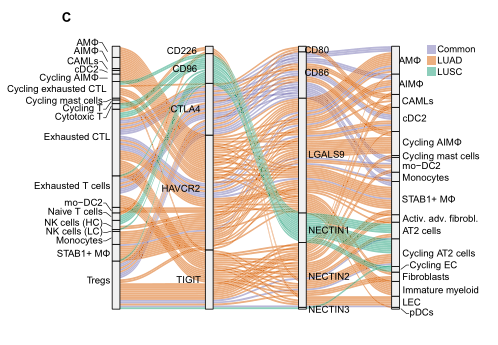 C
AMΦ
AIMΦ
CAMLs
cDC2
Cycling AIMΦ
Cycling exhausted CTL
Cycling mast cells
Cycling T
Cytotoxic T
Exhausted CTL
Exhausted T cells
mo-DC2
Naive T cells
NK cells (HC)
NK cells (LC)
Monocytes
STAB1+ MΦ
Tregs
CD226
CD96
CTLA4
HAVCR2
TIGIT
CD80
CD86
LGALS9
NECTIN1
NECTIN2
NECTIN3
AMΦ
AIMΦ
CAMLs
cDC2
Cycling AIMΦ
Cycling mast cells
mo-DC2
Monocytes
STAB1+ MΦ
Activ. adv. fibrobl.
AT2 cells
Cycling AT2 cells
Cycling EC
Fibroblasts
Immature myeloid
LEC
pDCs
Common
LUAD
LUSC